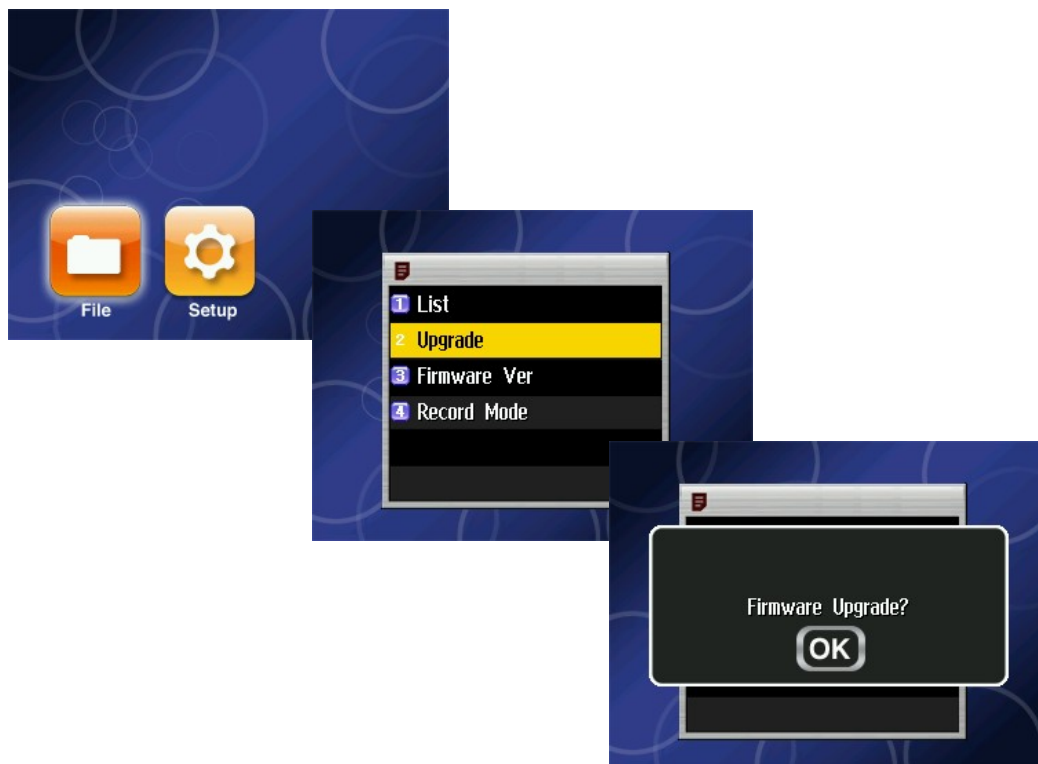 File
Setup
1 List
2 Upgrade
3 Firmware Ver
4 Record Mode
Firmware Upgrade?
OK